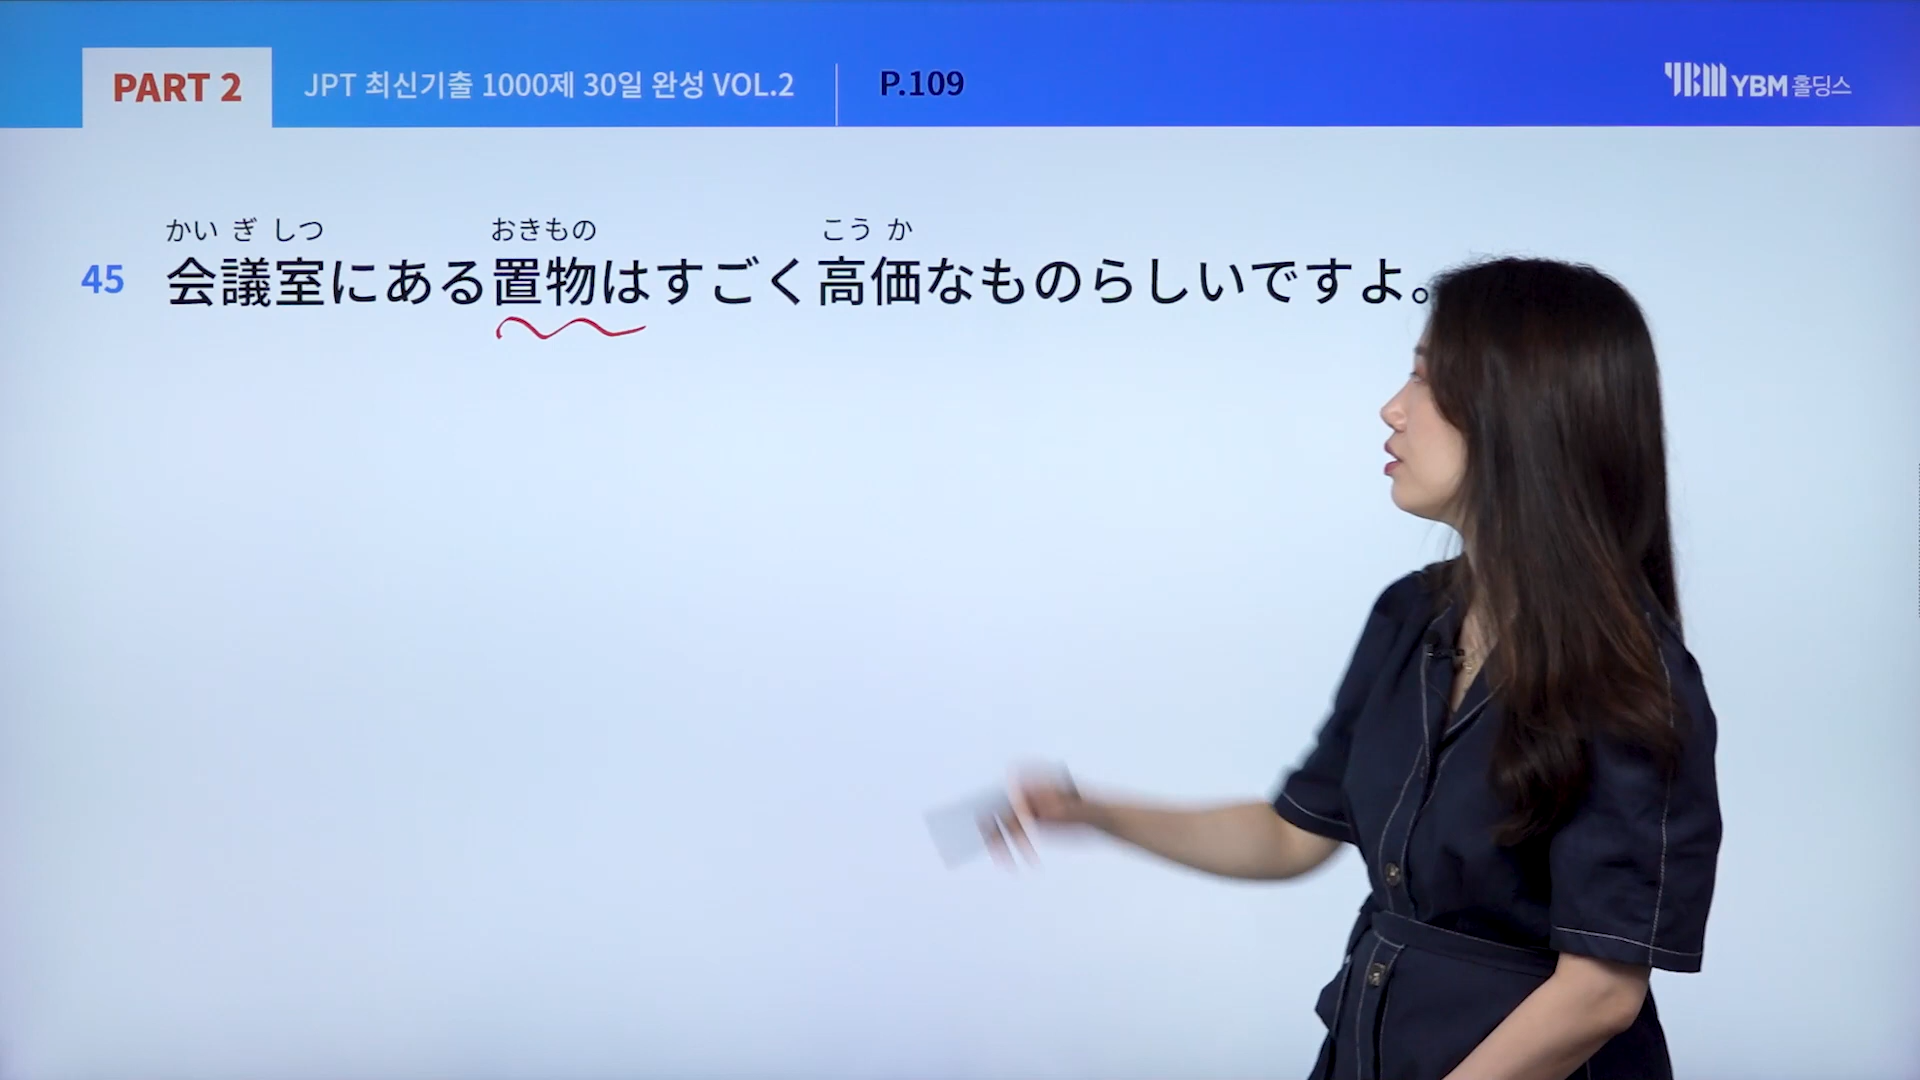 PART 2
JPT 최신기출 1000제 30일 완성 VOL.2
P.109
YBM YBM 홀딩스
かい ぎ しつ おきもの こう か
45 会議室にある置物はすごく高価なものらしいですよ。